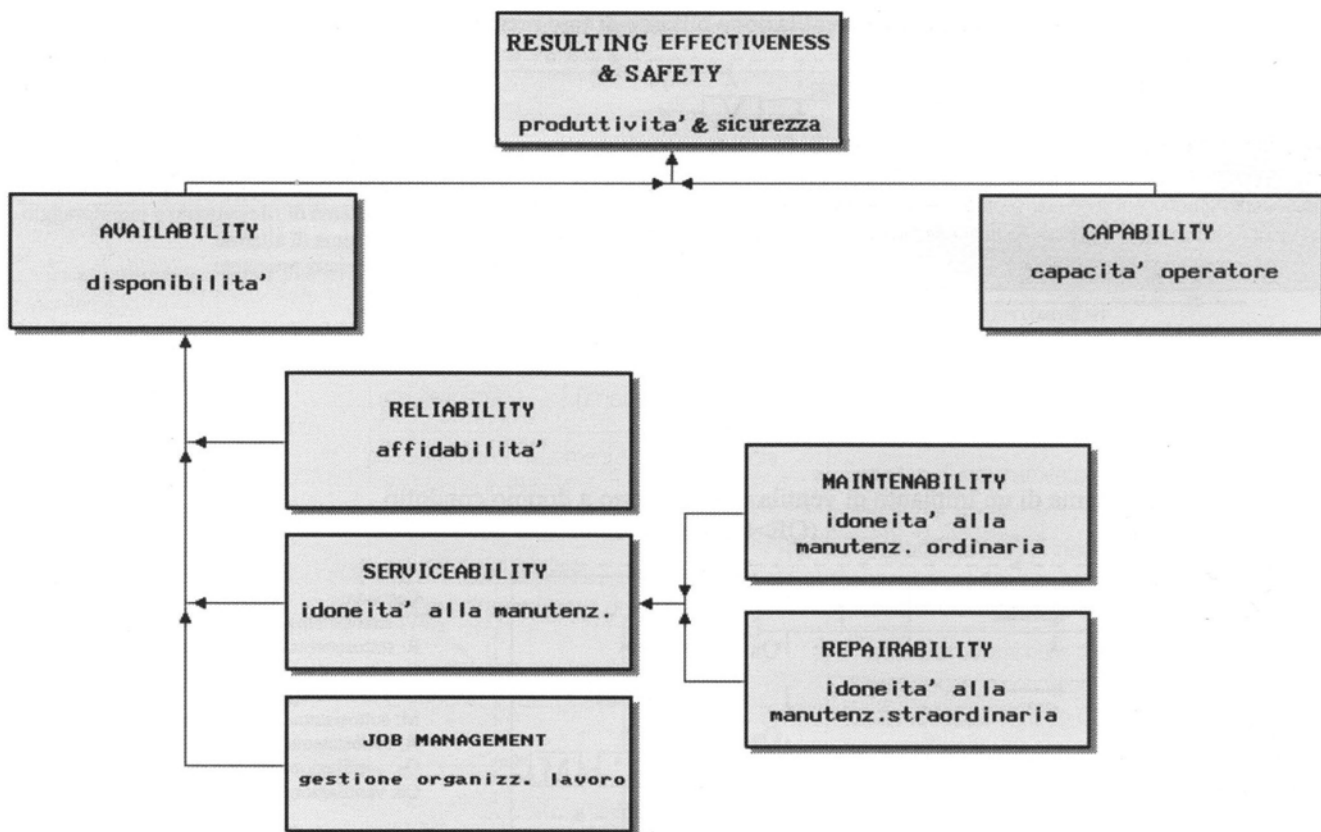 RESULTING EFFECTIVENESS
& SAFETY
produttivita' & sicurezza
AVAILABILITY
disponibilita'
CAPABILITY
capacita' operatore
RELIABILITY
affidabilita'
SERVICEABILITY
idoneita' alla manutenz.
JOB MANAGEMENT
gestione organizz. lavoro
MAINTENABILITY
idoneita' alla
manutenz. ordinaria
REPAIRABILITY
idoneita' alla
manutenz.straordinaria